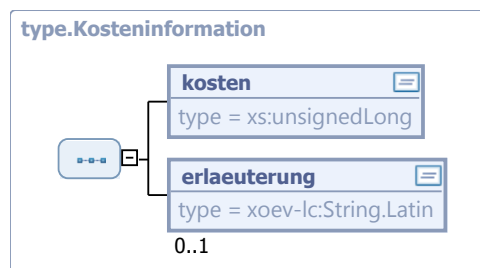 type.Kosteninformation
kosten
type = xs:unsignedLong
erlaeuterung
type = xoev-lc:String.Latin
0..1